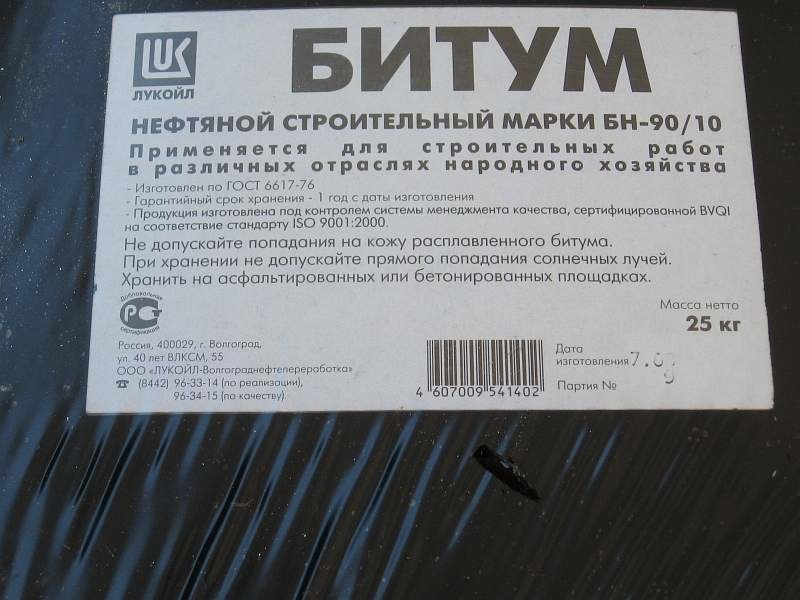 ЛУКОЙЛ
БИТУМ
НЕФТЯНОЙ СТРОИТЕЛЬНЫЙ МАРКИ БН-90/10
Применяется для строительных работ
в различных отраслях народного хозяйства
- Изготовлен по ГОСТ 6617-76
- Гарантийный срок хранения - 1 год с даты изготовления
- Продукция изготовлена под контролем системы менеджмента качества, сертифицированной BVQI
на соответствие стандарту ISO 9001:2000.
Не допускайте попадания на кожу расплавленного битума.
При хранении не допускайте прямого попадания солнечных лучей.
Хранить на асфальтированных или бетонированных площадках.
Добровольная
РСТ
сертификация
Масса нетто
25 кг
Россия, 400029, г. Волгоград,
ул. 40 лет ВЛКСМ, 55
ООО «ЛУКОЙЛ-Волгограднефтепереработка»
☎ (8442) 96-33-14 (по реализации),
96-34-15 (по качеству).
4 607009 541402
Дата
изготовления
Партия № 9